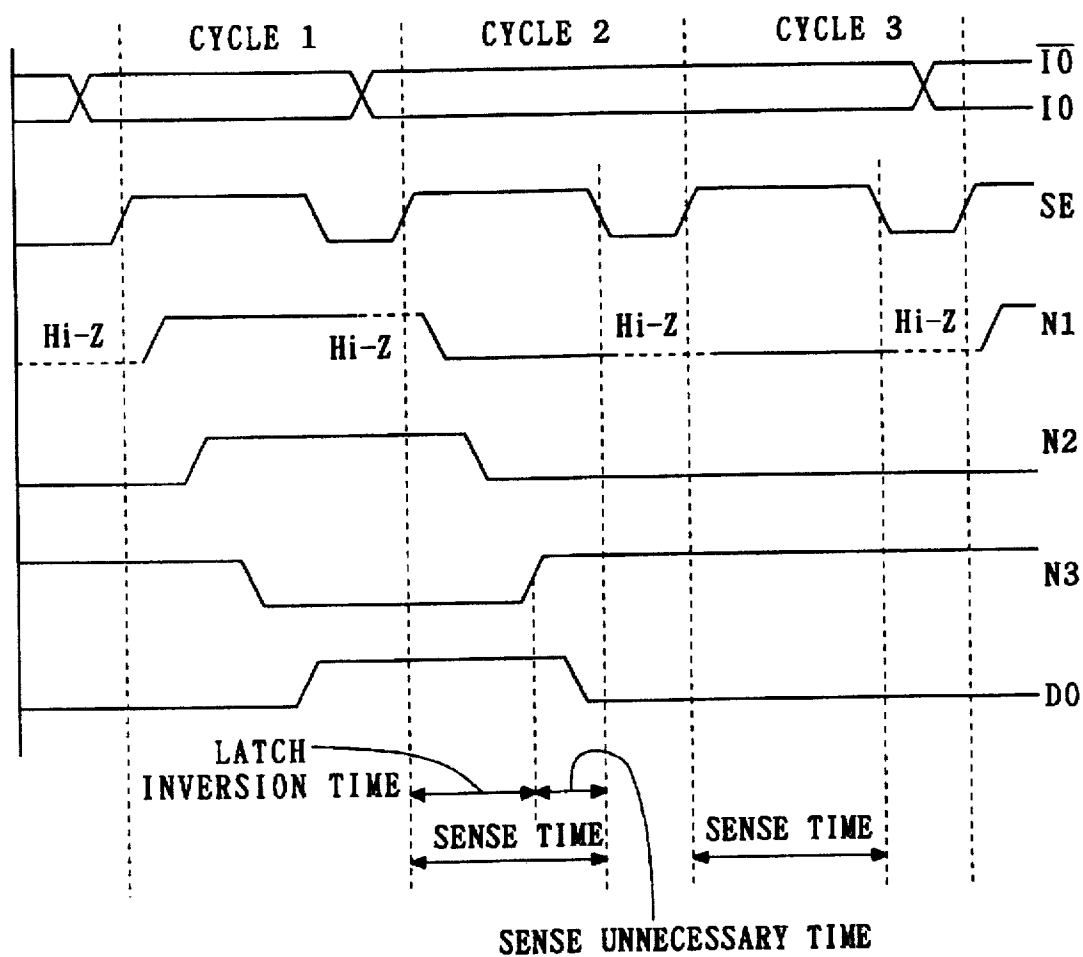 CYCLE 1
CYCLE 2
CYCLE 3
I̅O̅
IO
SE
Hi-Z
Hi-Z
Hi-Z
Hi-Z
N1
N2
N3
DO
LATCH
INVERSION TIME
SENSE TIME
SENSE TIME
SENSE UNNECESSARY TIME